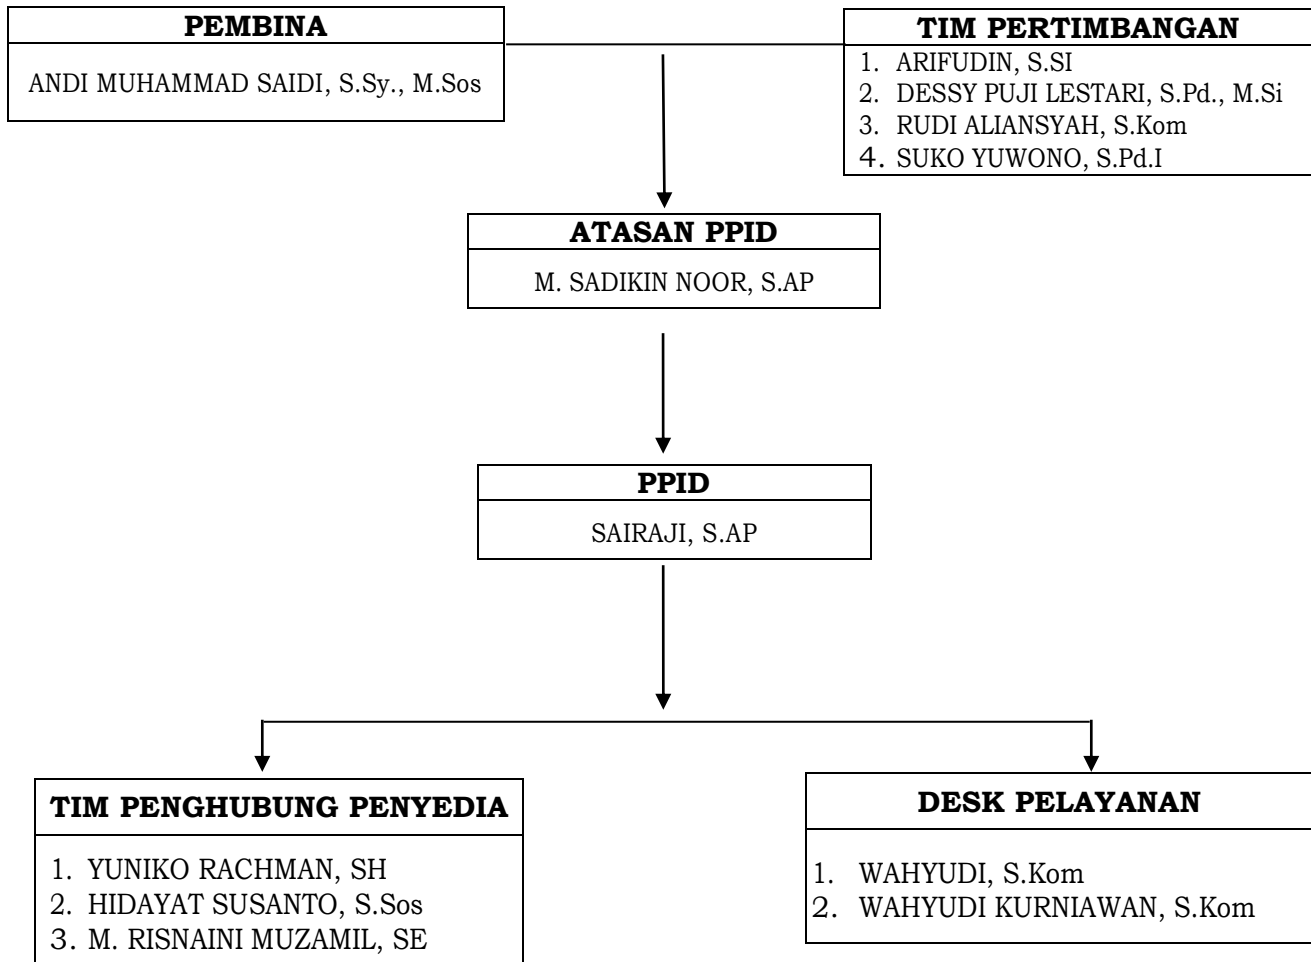 PEMBINA
ANDI MUHAMMAD SAIDI, S.Sy., M.Sos
TIM PERTIMBANGAN
1. ARIFUDIN, S.SI
2. DESSY PUJI LESTARI, S.Pd., M.Si
3. RUDI ALIANSYAH, S.Kom
4. SUKO YUWONO, S.Pd.I
ATASAN PPID
M. SADIKIN NOOR, S.AP
PPID
SAIRAJI, S.AP
TIM PENGHUBUNG PENYEDIA
1. YUNIKO RACHMAN, SH
2. HIDAYAT SUSANTO, S.Sos
3. M. RISNAINI MUZAMIL, SE
DESK PELAYANAN
1. WAHYUDI, S.Kom
2. WAHYUDI KURNIAWAN, S.Kom